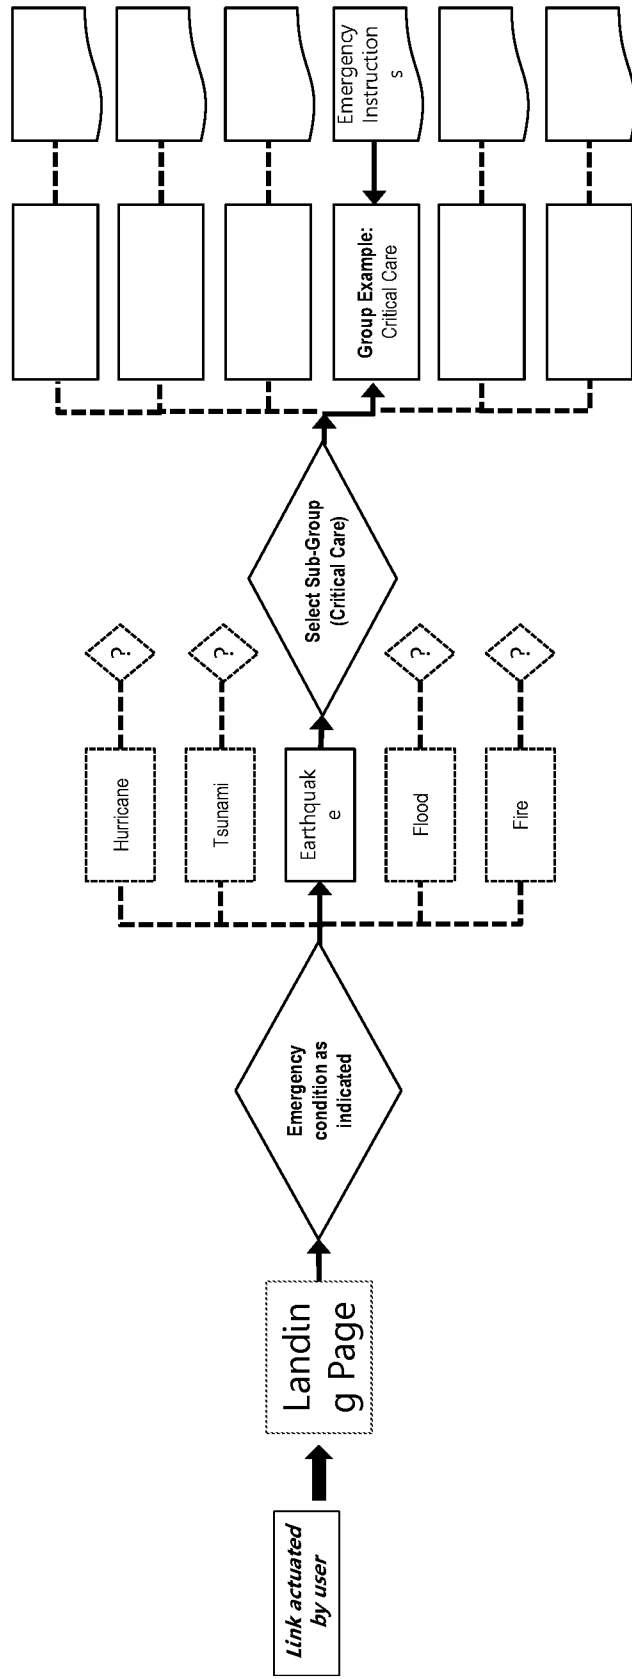 Link actuated
by user
Landin
g Page
Emergency
condition as
indicated
Hurricane
?
Tsunami
?
Earthquak
e
Flood
?
Fire
?
Select Sub-Group
(Critical Care)
Group Example:
Critical Care
Emergency
Instruction
s